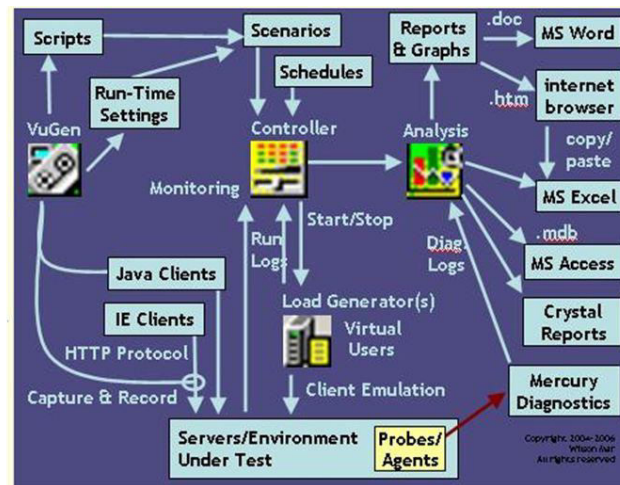 Scripts
Scenarios
Schedules
Run-Time
Settings
VuGen
Controller
Monitoring
Analysis
Reports
& Graphs
.doc
MS Word
.htm
internet
browser
copy/
paste
MS Excel
.mdb
MS Access
Crystal
Reports
Diag.
Logs
Mercury
Diagnostics
Start/Stop
Run
Logs
Load Generator(s)
Virtual
Users
Client Emulation
Java Clients
IE Clients
HTTP Protocol
Capture & Record
Servers/Environment
Under Test
Probes/
Agents
Copyright 2004-2006
Wilson Mar
All rights reserved